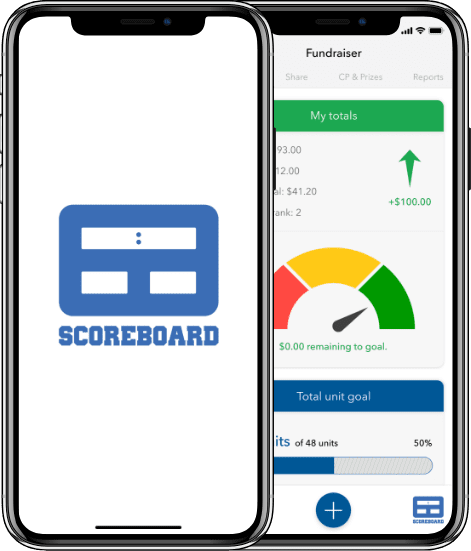 SCOREBOARD
Fundraiser
Share CP & Prizes Reports
My totals
93.00
12.00
al: $41.20
rank: 2
+$100.00
$0.00 remaining to goal.
Total unit goal
its of 48 units 50%
SCOREBOARD